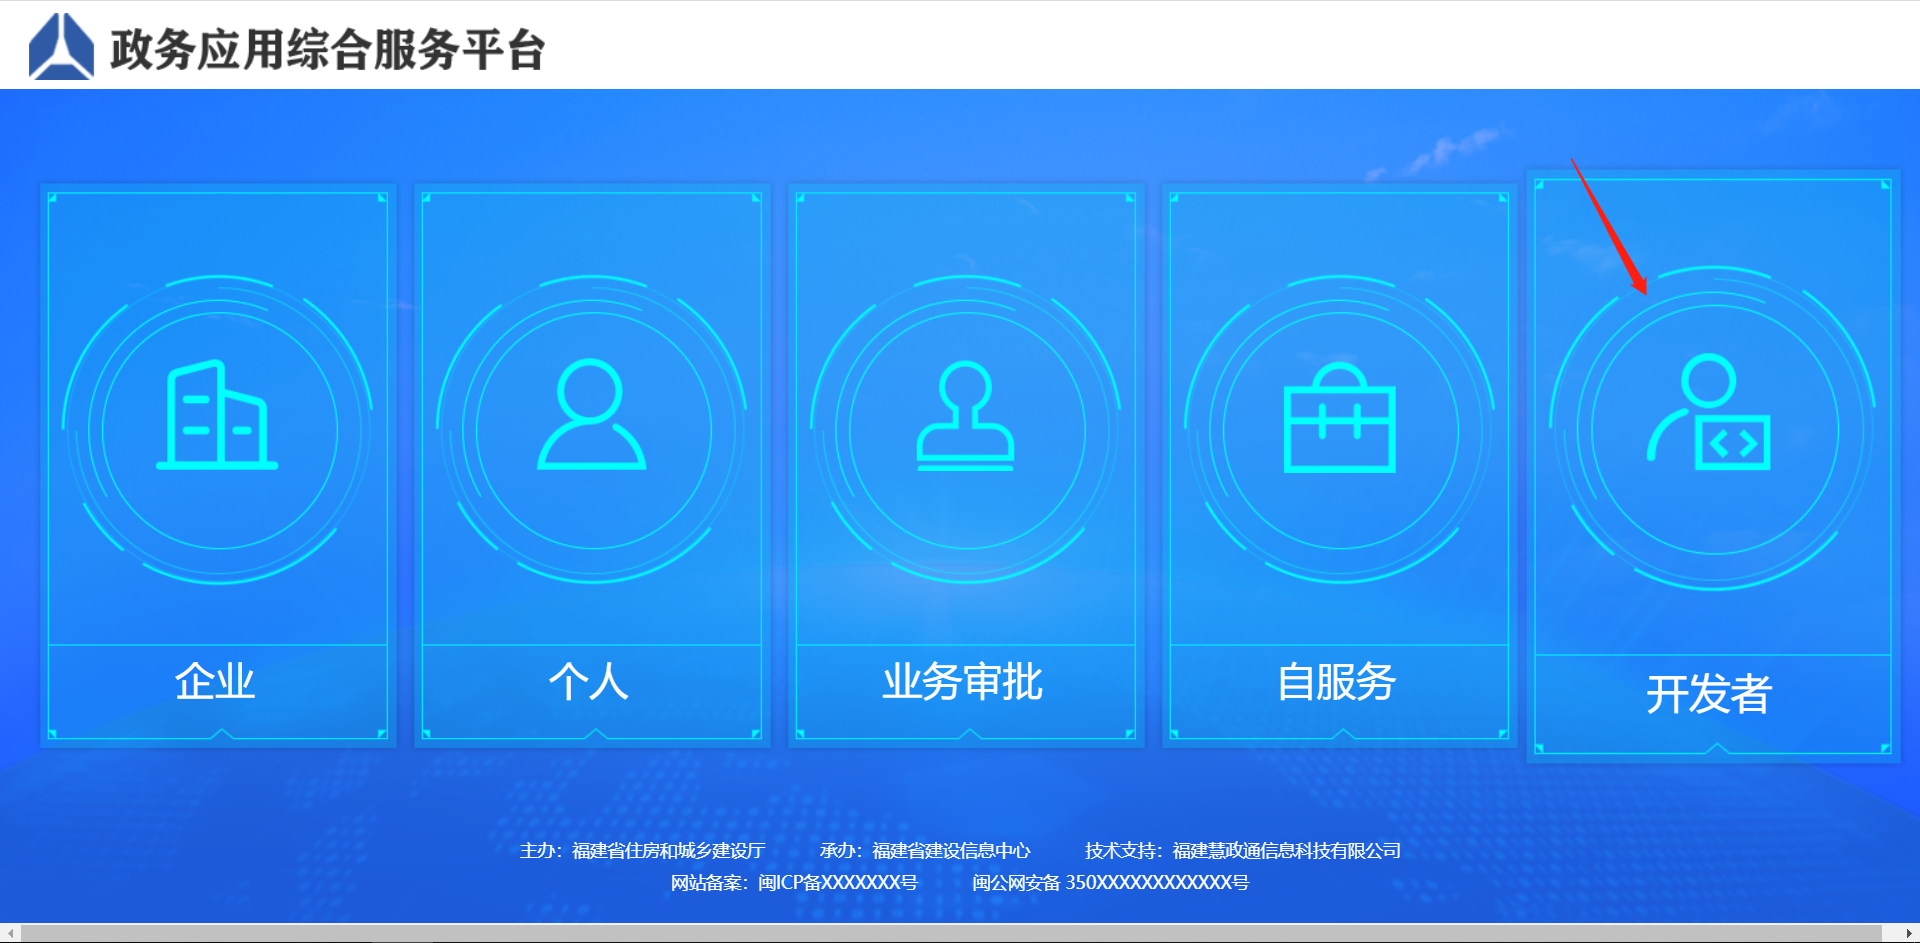 政务应用综合服务平台
企业
个人
业务审批
自服务
开发者
主办：福建省住房和城乡建设厅 承办：福建省建设信息中心 技术支持：福建慧政通信息科技有限公司
网站备案：闽ICP备XXXXXXX号 闽公网安备 350XXXXXXXXXXXX号